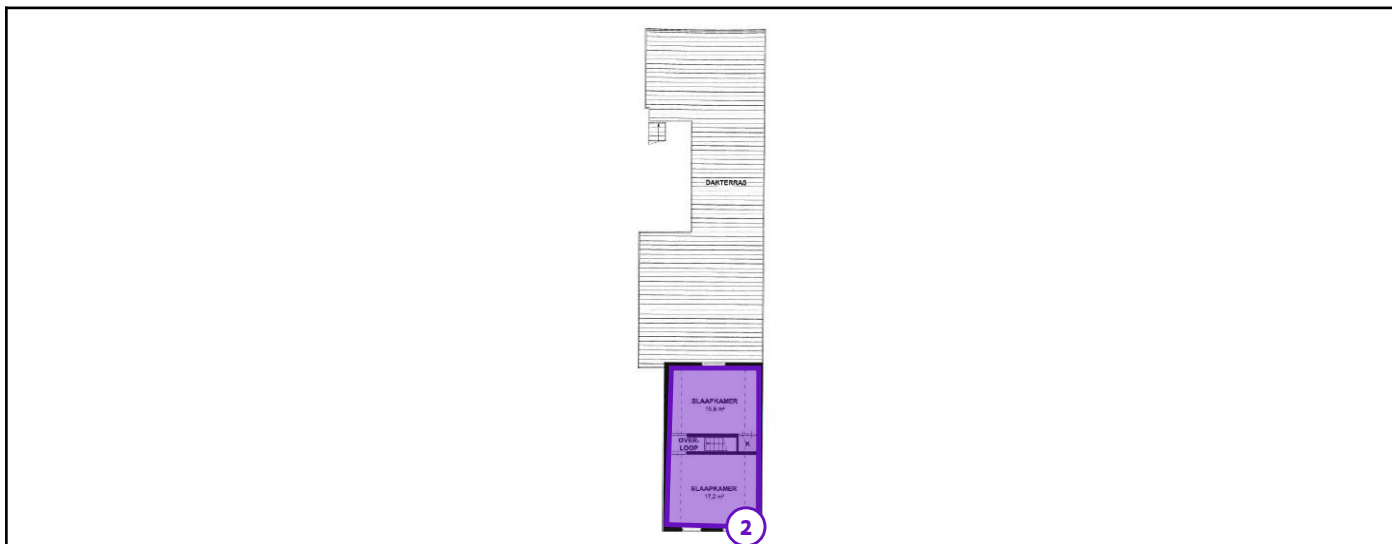 DAKTERRAS
SLAAPKAMER
15,8 m²
OVER-
LOOP
K
SLAAPKAMER
17,2 m²
2